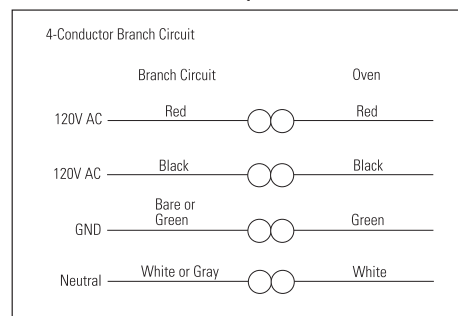 4-Conductor Branch Circuit
Branch Circuit Oven
120V AC Red Red
120V AC Black Black
Bare or
Green
GND Green
Neutral White or Gray White